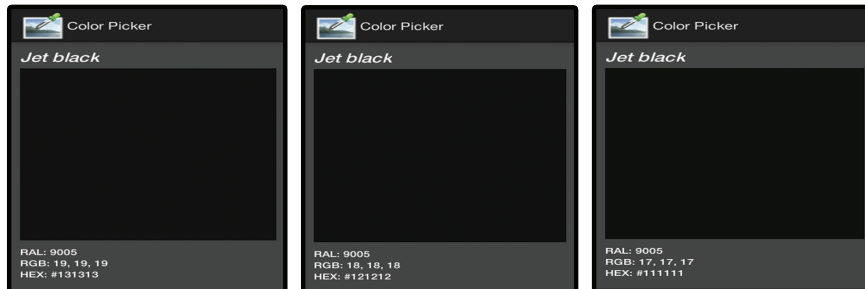 Color Picker
Jet black
RAL: 9005
RGB: 19, 19, 19
HEX: #131313
Color Picker
Jet black
RAL: 9005
RGB: 18, 18, 18
HEX: #121212
Color Picker
Jet black
RAL: 9005
RGB: 17, 17, 17
HEX: #111111